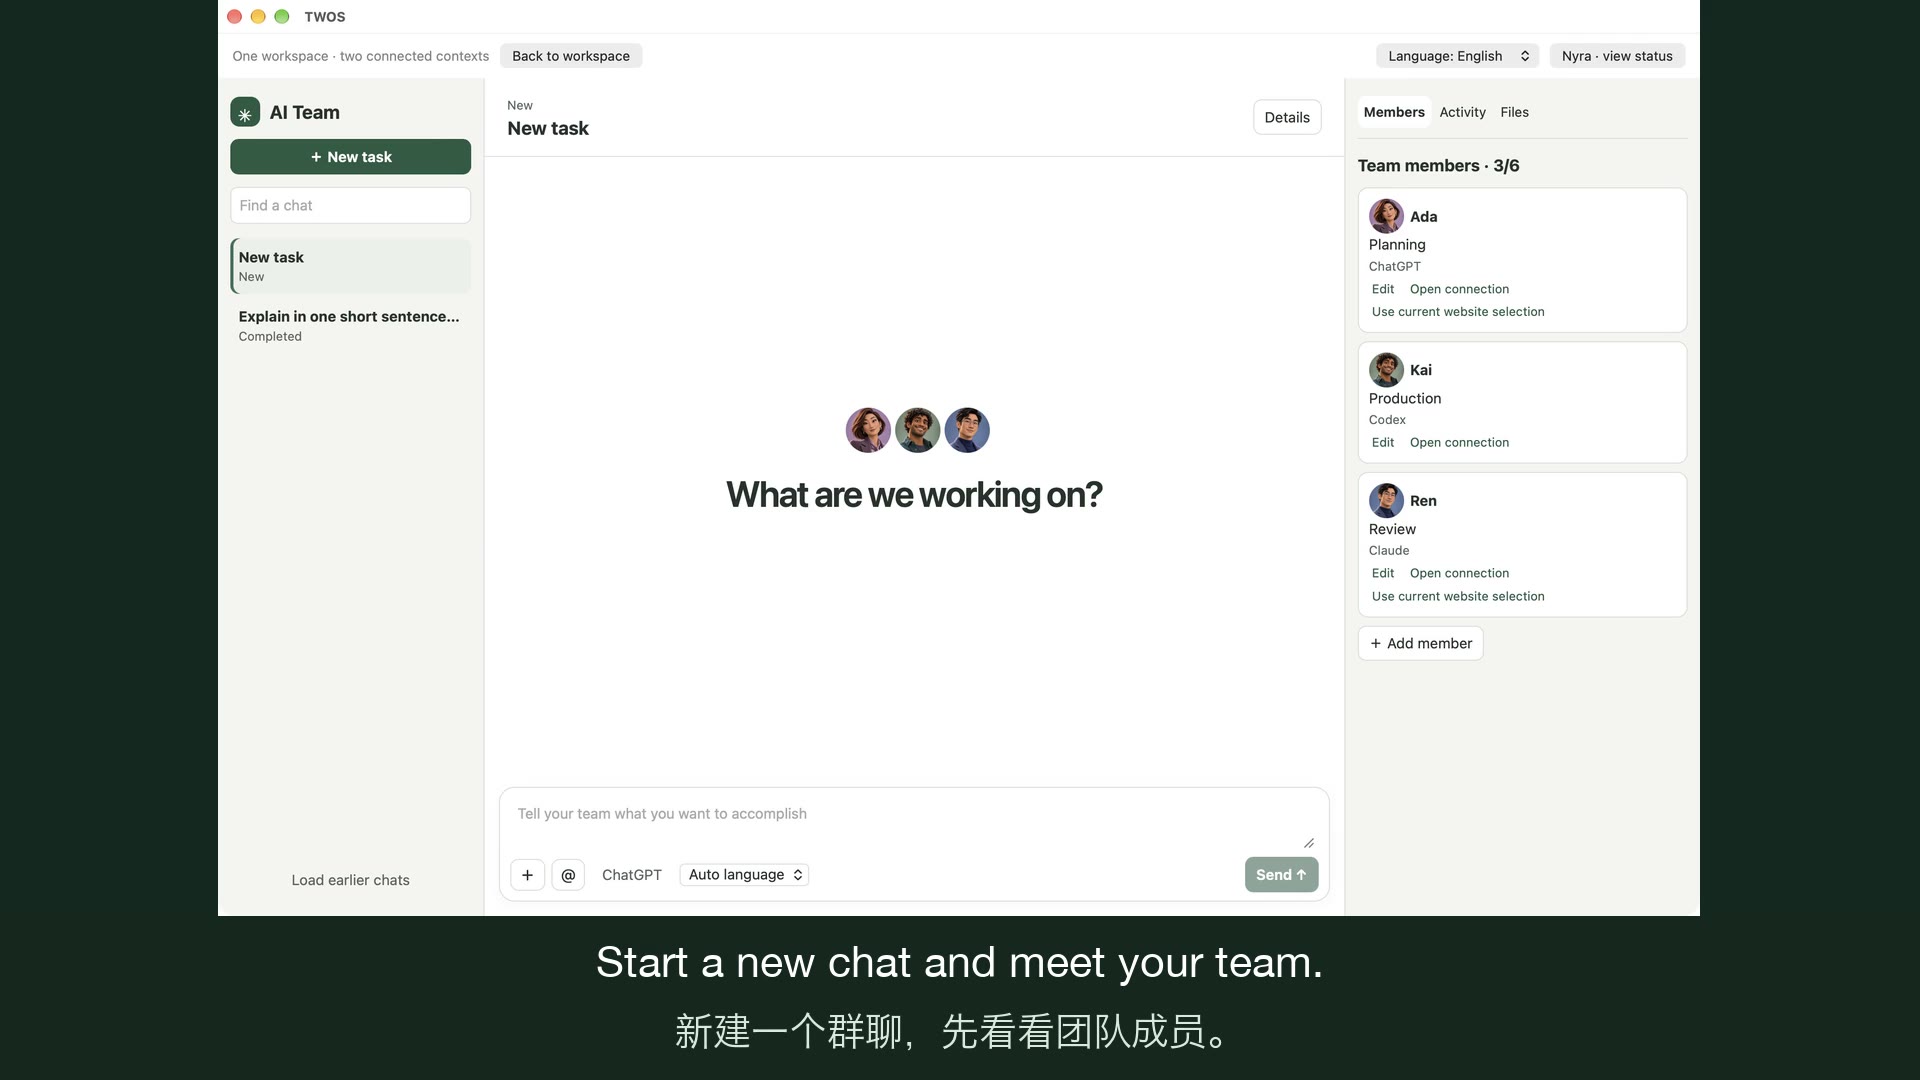 TWOS
One workspace · two connected contexts
Back to workspace
Language: English
Nyra · view status
AI Team
+ New task
Find a chat
New task
New
Explain in one short sentence...
Completed
Load earlier chats
New
New task
Details
What are we working on?
Tell your team what you want to accomplish
+
@
ChatGPT
Auto language
Send ↑
Members
Activity
Files
Team members · 3/6
Ada
Planning
ChatGPT
Edit
Open connection
Use current website selection
Kai
Production
Codex
Edit
Open connection
Ren
Review
Claude
Edit
Open connection
Use current website selection
+ Add member
Start a new chat and meet your team.
新建一个群聊，先看看团队成员。